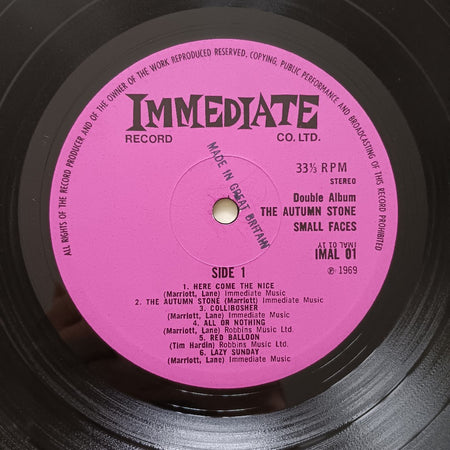 ALL RIGHTS OF THE RECORD PRODUCER AND OF THE OWNER OF THE WORK REPRODUCED RESERVED, COPYING, PUBLIC PERFORMANCE AND BROADCASTING OF THIS RECORD PROHIBITED
IMMEDIATE
RECORD CO. LTD.
MADE IN GREAT BRITAIN
33⅓ RPM
STEREO
Double Album
THE AUTUMN STONE
SMALL FACES
IMAL 01 1Y
IMAL 01
℗ 1969
SIDE 1
1. HERE COME THE NICE
(Marriott, Lane) Immediate Music
2. THE AUTUMN STONE (Marriott) Immediate Music
3. COLLIBOSHER
(Marriott, Lane) Immediate Music
4. ALL OR NOTHING
(Marriott, Lane) Robbins Music Ltd.
5. RED BALLOON
(Tim Hardin) Robbins Music Ltd.
6. LAZY SUNDAY
(Marriott, Lane) Immediate Music